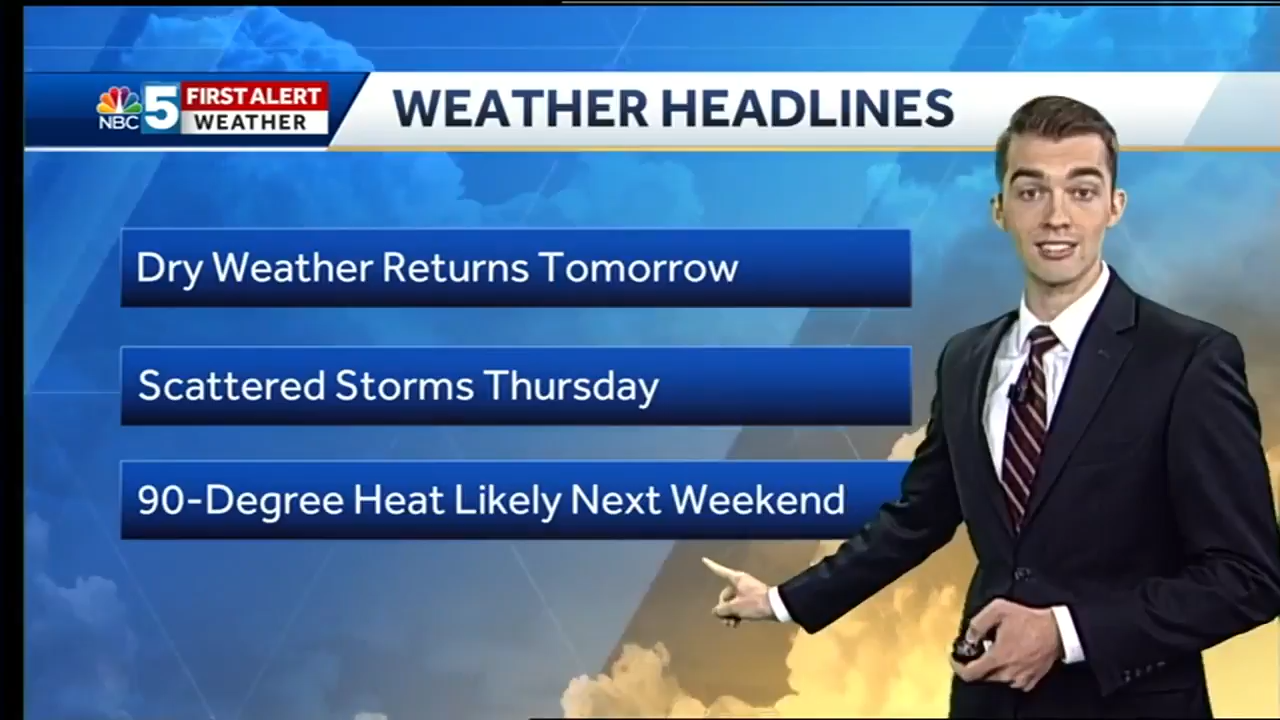 NBC 5 FIRST ALERT
WEATHER
WEATHER HEADLINES
Dry Weather Returns Tomorrow
Scattered Storms Thursday
90-Degree Heat Likely Next Weekend